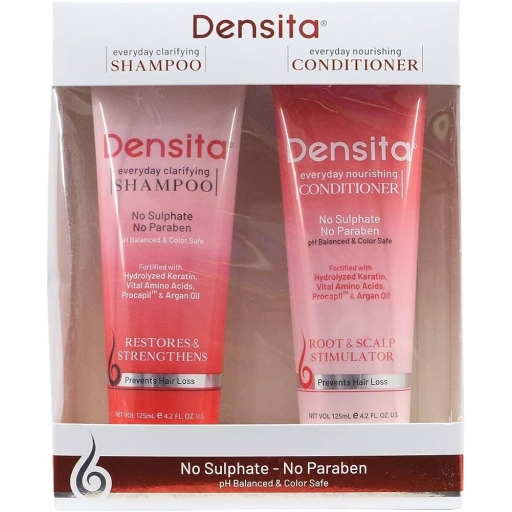 Densita®
everyday clarifying
SHAMPOO
everyday nourishing
CONDITIONER
Densita®
everyday clarifying
SHAMPOO
No Sulphate
No Paraben
pH Balanced & Color Safe
Fortified with
Hydrolyzed Keratin,
Vital Amino Acids,
Procapil™ & Argan Oil
RESTORES &
STRENGTHENS
Prevents Hair Loss
NET VOL 125mL e 4.2 FL. OZ. U.S.
Densita®
everyday nourishing
CONDITIONER
No Sulphate
No Paraben
pH Balanced & Color Safe
Fortified with
Hydrolyzed Keratin,
Vital Amino Acids,
Procapil™ & Argan Oil
ROOT & SCALP
STIMULATOR
Prevents Hair Loss
NET VOL 125mL e 4.2 FL. OZ. U.S.
No Sulphate - No Paraben
pH Balanced & Color Safe